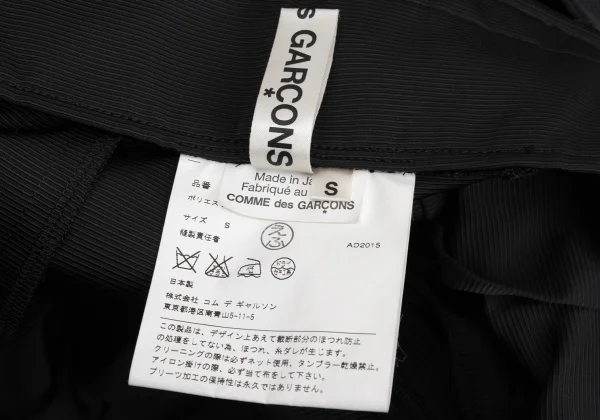 S GARÇONS
*
Made in Ja
Fabriqué au
S
COMME des GARÇONS
*
品番
ポリエス
サイズ S
縫製責任者
えふ
AD2015
日本製
株式会社 コム デ ギャルソン
東京都港区南青山5-11-5
この製品は、デザイン上あえて裁断部分のほつれ防止
の処理をしてない為、ほつれ、糸ダレが生じます。
クリーニングの際は必ずネット使用、タンブラー乾燥禁止。
アイロン掛けの際、必ず当て布をして下さい。
プリーツ加工の保持性は永久ではありません。